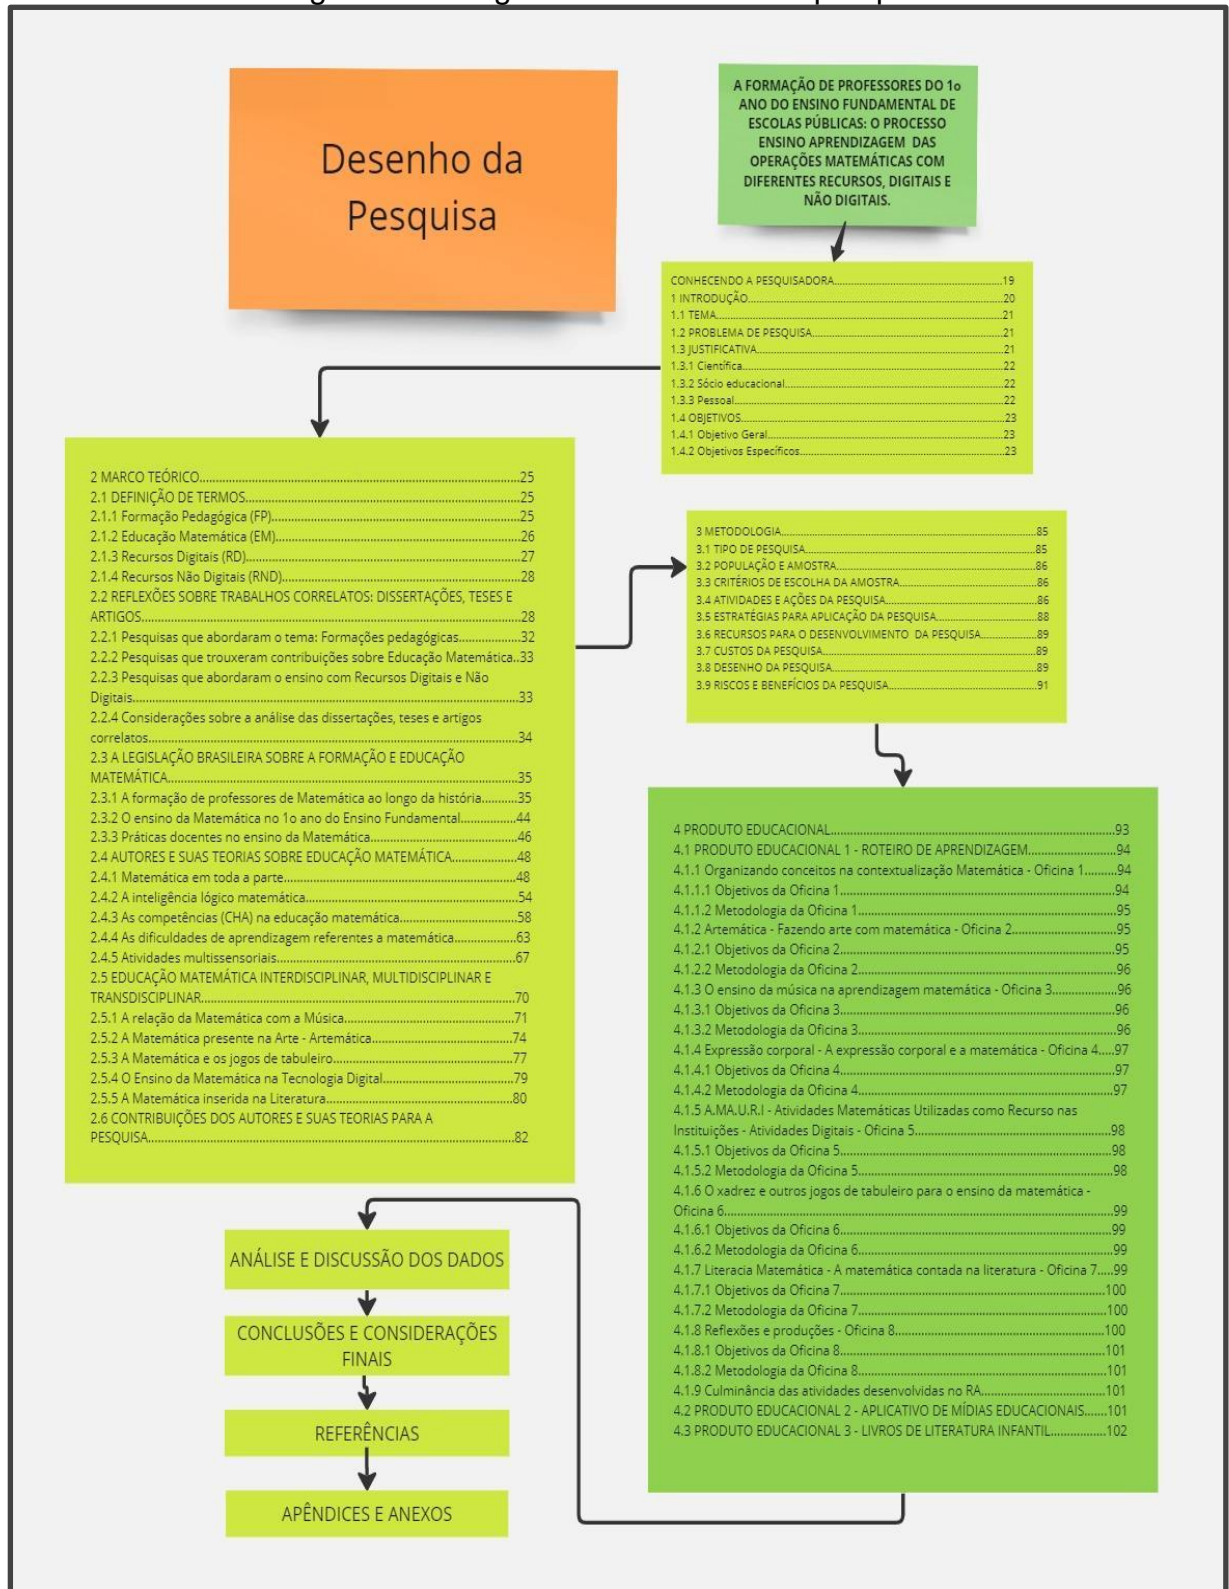 Desenho da
Pesquisa
A FORMAÇÃO DE PROFESSORES DO 1o
ANO DO ENSINO FUNDAMENTAL DE
ESCOLAS PÚBLICAS: O PROCESSO
ENSINO APRENDIZAGEM DAS
OPERAÇÕES MATEMÁTICAS COM
DIFERENTES RECURSOS, DIGITAIS E
NÃO DIGITAIS.
CONHECENDO A PESQUISADORA...19
1 INTRODUÇÃO...20
1.1 TEMA...21
1.2 PROBLEMA DE PESQUISA...21
1.3 JUSTIFICATIVA...21
1.3.1 Científica...22
1.3.2 Sócio educacional...22
1.3.3 Pessoal...22
1.4 OBJETIVOS...23
1.4.1 Objetivo Geral...23
1.4.2 Objetivos Específicos...23
2 MARCO TEÓRICO...25
2.1 DEFINIÇÃO DE TERMOS...25
2.1.1 Formação Pedagógica (FP)...25
2.1.2 Educação Matemática (EM)...26
2.1.3 Recursos Digitais (RD)...27
2.1.4 Recursos Não Digitais (RND)...28
2.2 REFLEXÕES SOBRE TRABALHOS CORRELATOS: DISSERTAÇÕES, TESES E
ARTIGOS...28
2.2.1 Pesquisas que abordaram o tema: Formações pedagógicas...32
2.2.2 Pesquisas que trouxeram contribuições sobre Educação Matemática..33
2.2.3 Pesquisas que abordaram o ensino com Recursos Digitais e Não
Digitais...33
2.2.4 Considerações sobre a análise das dissertações, teses e artigos
correlatos...34
2.3 A LEGISLAÇÃO BRASILEIRA SOBRE A FORMAÇÃO E EDUCAÇÃO
MATEMÁTICA...35
2.3.1 A formação de professores de Matemática ao longo da história...35
2.3.2 O ensino da Matemática no 1o ano do Ensino Fundamental...44
2.3.3 Práticas docentes no ensino da Matemática...46
2.4 AUTORES E SUAS TEORIAS SOBRE EDUCAÇÃO MATEMÁTICA...48
2.4.1 Matemática em toda a parte...48
2.4.2 A inteligência lógico matemática...54
2.4.3 As competências (CHA) na educação matemática...58
2.4.4 As dificuldades de aprendizagem referentes a matemática...63
2.4.5 Atividades multissensoriais...67
2.5 EDUCAÇÃO MATEMÁTICA INTERDISCIPLINAR, MULTIDISCIPLINAR E
TRANSDISCIPLINAR...70
2.5.1 A relação da Matemática com a Música...71
2.5.2 A Matemática presente na Arte - Artemática...74
2.5.3 A Matemática e os jogos de tabuleiro...77
2.5.4 O Ensino da Matemática na Tecnologia Digital...79
2.5.5 A Matemática inserida na Literatura...80
2.6 CONTRIBUIÇÕES DOS AUTORES E SUAS TEORIAS PARA A
PESQUISA...82
3 METODOLOGIA...85
3.1 TIPO DE PESQUISA...85
3.2 POPULAÇÃO E AMOSTRA...86
3.3 CRITÉRIOS DE ESCOLHA DA AMOSTRA...86
3.4 ATIVIDADES E AÇÕES DA PESQUISA...86
3.5 ESTRATÉGIAS PARA APLICAÇÃO DA PESQUISA...88
3.6 RECURSOS PARA O DESENVOLVIMENTO DA PESQUISA...89
3.7 CUSTOS DA PESQUISA...89
3.8 DESENHO DA PESQUISA...89
3.9 RISCOS E BENEFÍCIOS DA PESQUISA...91
4 PRODUTO EDUCACIONAL...93
4.1 PRODUTO EDUCACIONAL 1 - ROTEIRO DE APRENDIZAGEM...94
4.1.1 Organizando conceitos na contextualização Matemática - Oficina 1...94
4.1.1.1 Objetivos da Oficina 1...94
4.1.1.2 Metodologia da Oficina 1...95
4.1.2 Artemática - Fazendo arte com matemática - Oficina 2...95
4.1.2.1 Objetivos da Oficina 2...95
4.1.2.2 Metodologia da Oficina 2...96
4.1.3 O ensino da música na aprendizagem matemática - Oficina 3...96
4.1.3.1 Objetivos da Oficina 3...96
4.1.3.2 Metodologia da Oficina 3...96
4.1.4 Expressão corporal - A expressão corporal e a matemática - Oficina 4.....97
4.1.4.1 Objetivos da Oficina 4...97
4.1.4.2 Metodologia da Oficina 4...97
4.1.5 A.MA.U.R.I - Atividades Matemáticas Utilizadas como Recurso nas
Instituições - Atividades Digitais - Oficina 5...98
4.1.5.1 Objetivos da Oficina 5...98
4.1.5.2 Metodologia da Oficina 5...98
4.1.6 O xadrez e outros jogos de tabuleiro para o ensino da matemática -
Oficina 6...99
4.1.6.1 Objetivos da Oficina 6...99
4.1.6.2 Metodologia da Oficina 6...99
4.1.7 Literacia Matemática - A matemática contada na literatura - Oficina 7.....99
4.1.7.1 Objetivos da Oficina 7...100
4.1.7.2 Metodologia da Oficina 7...100
4.1.8 Reflexões e produções - Oficina 8...100
4.1.8.1 Objetivos da Oficina 8...101
4.1.8.2 Metodologia da Oficina 8...101
4.1.9 Culminância das atividades desenvolvidas no RA...101
4.2 PRODUTO EDUCACIONAL 2 - APLICATIVO DE MÍDIAS EDUCACIONAIS.......101
4.3 PRODUTO EDUCACIONAL 3 - LIVROS DE LITERATURA INFANTIL...102
ANÁLISE E DISCUSSÃO DOS DADOS
CONCLUSÕES E CONSIDERAÇÕES
FINAIS
REFERÊNCIAS
APÊNDICES E ANEXOS